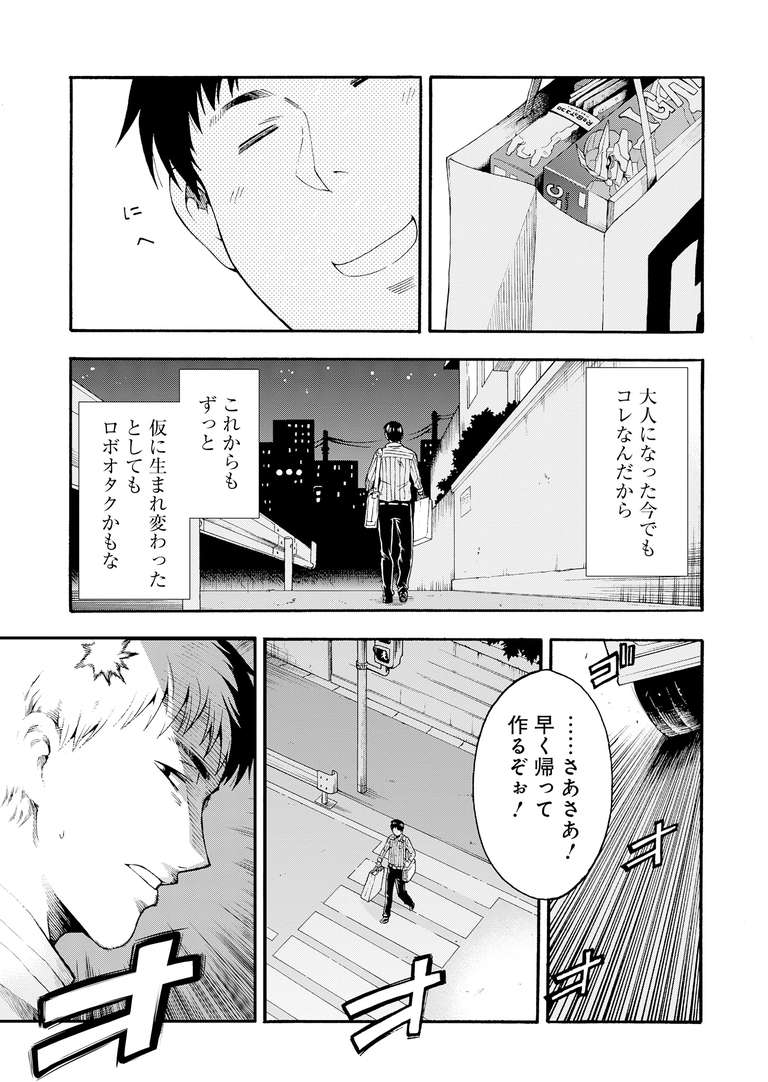 にへ
大人になった今でも
コレなんだから
これからも
ずっと
仮に生まれ変わった
としても
ロボオタクかもな
……さあさあ！
早く帰って
作るぞぉ！
ゴ
オ
オ
オ
オ